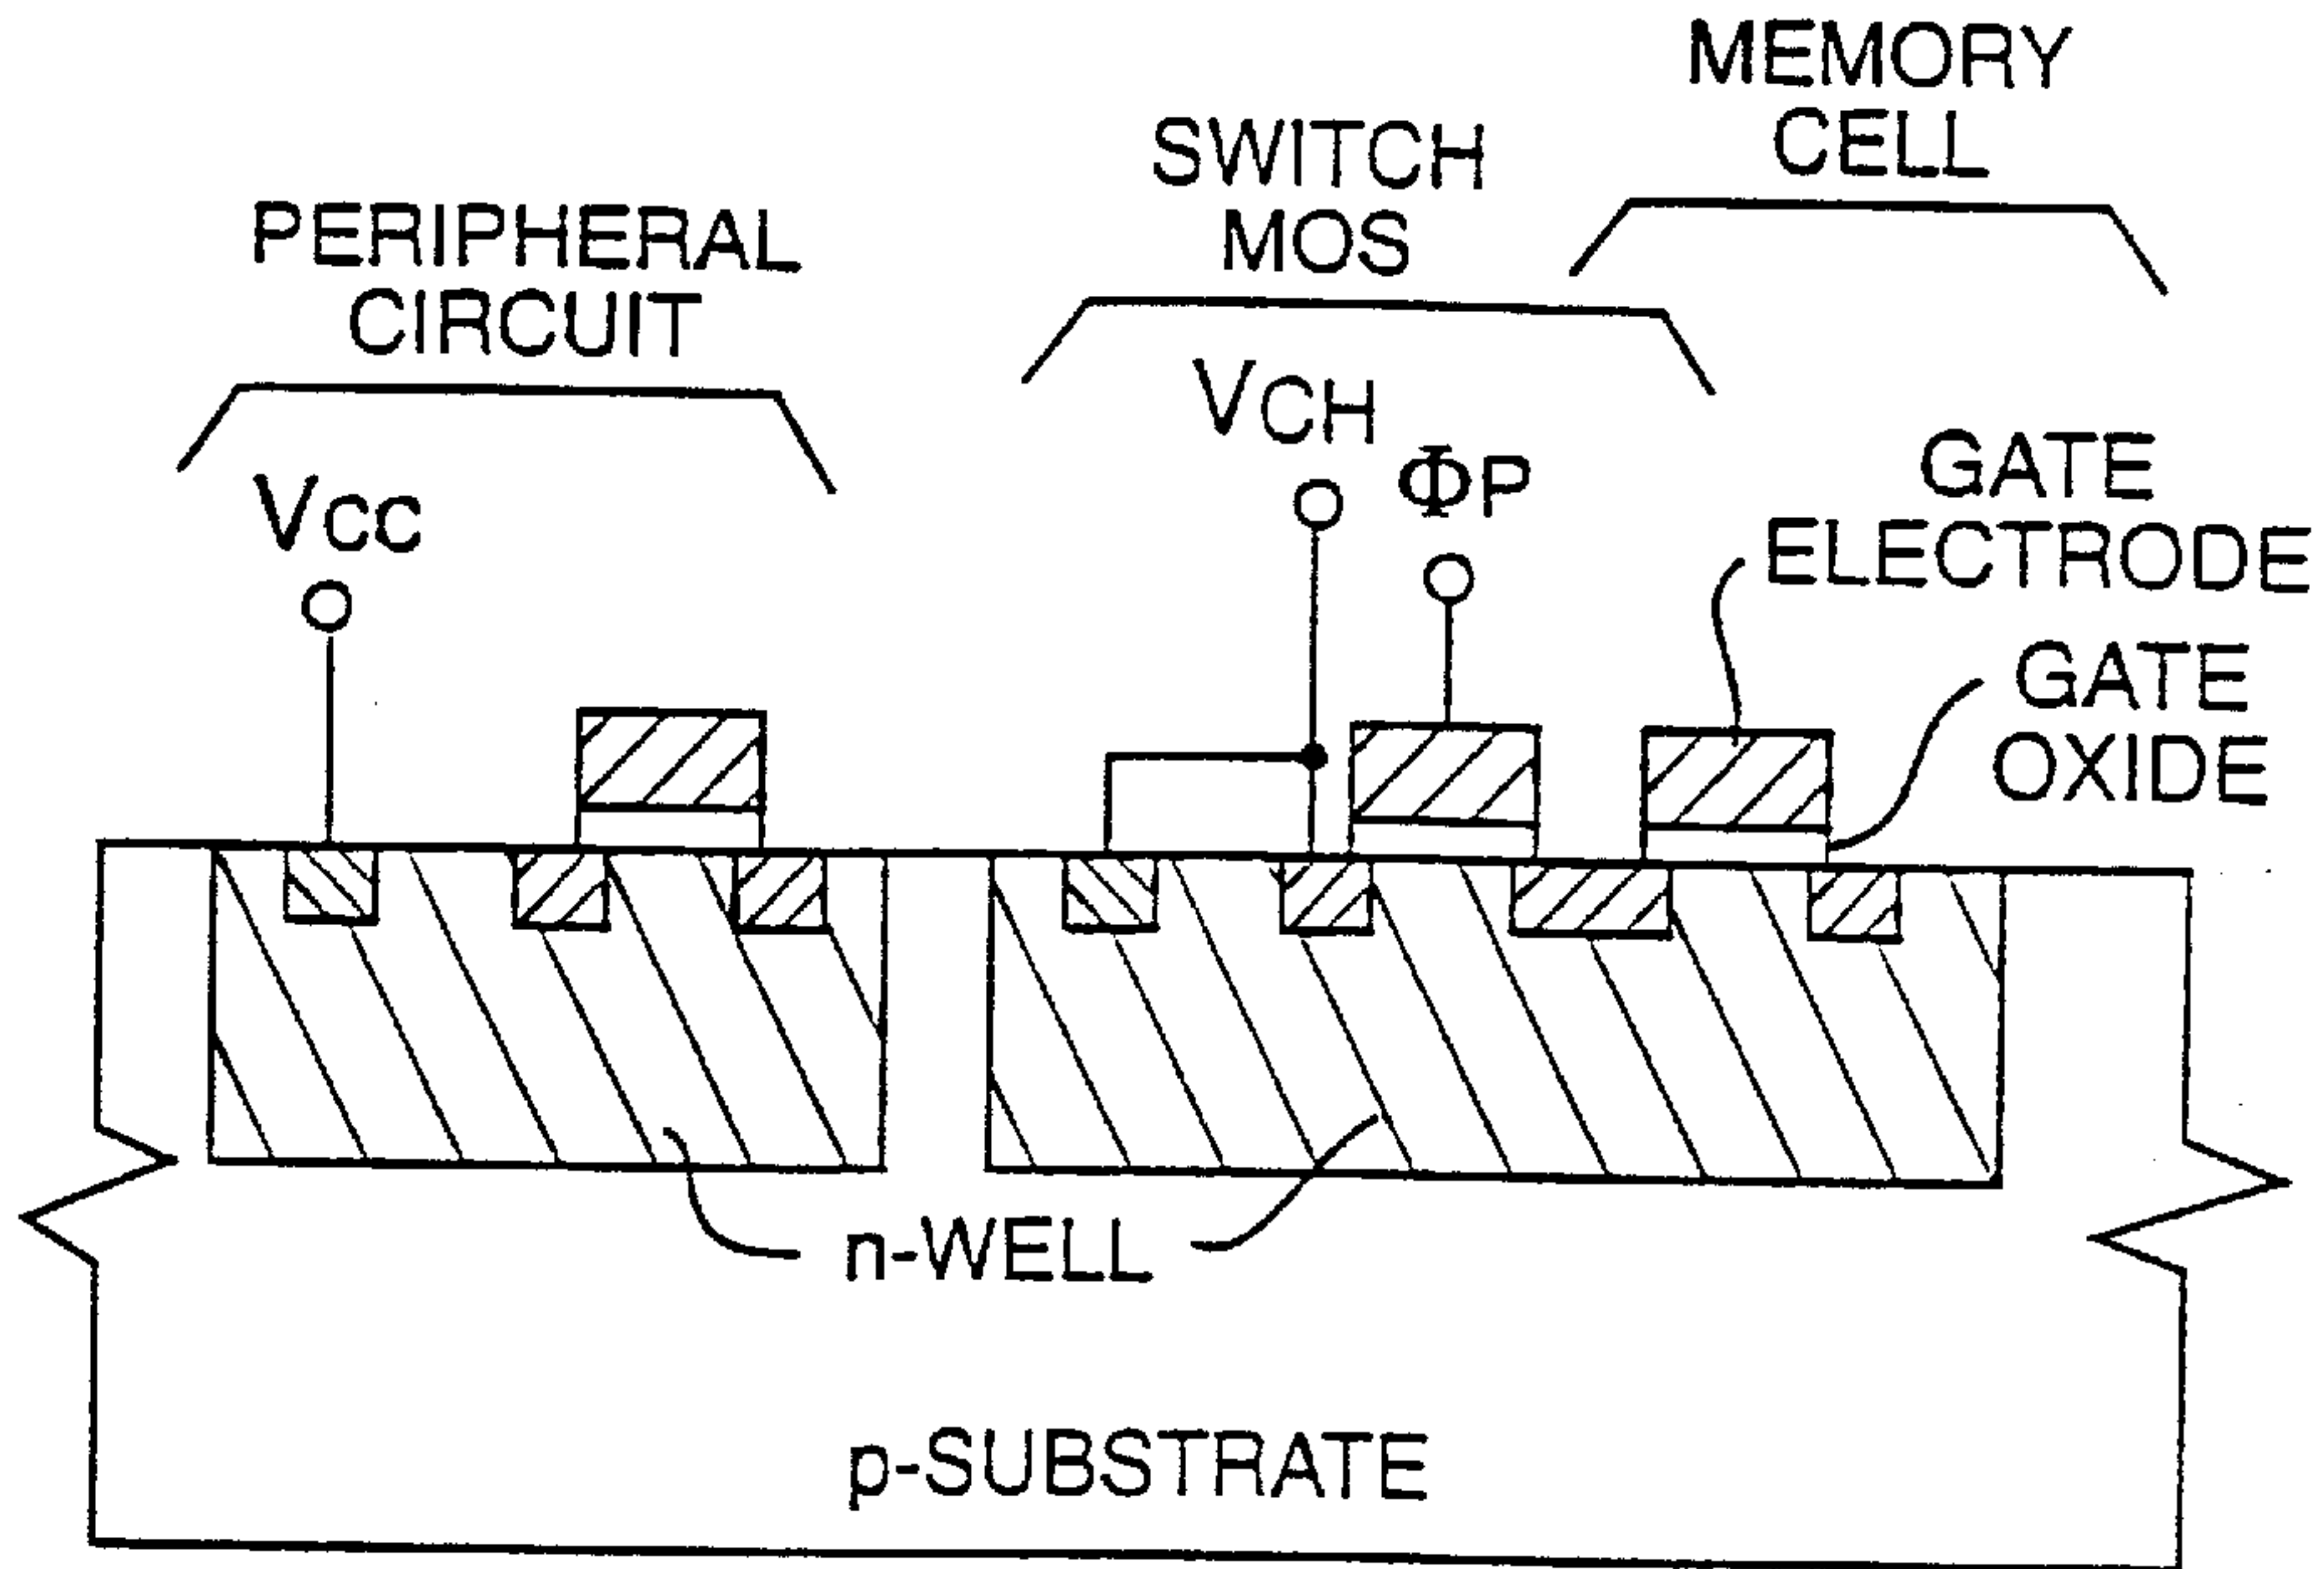 MEMORY
CELL
SWITCH
MOS
PERIPHERAL
CIRCUIT
VCH
ΦP
VCC
GATE
ELECTRODE
GATE
OXIDE
n-WELL
p-SUBSTRATE